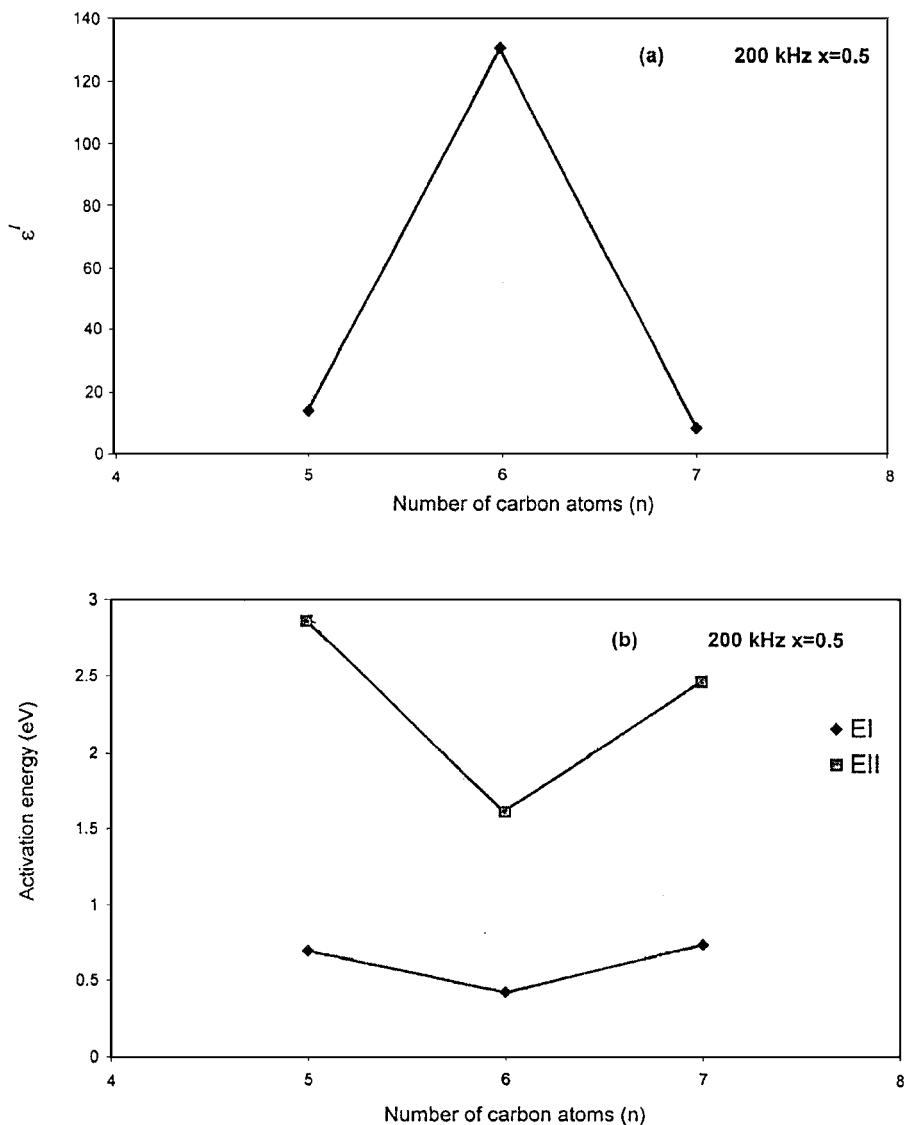 140
(a) 200 kHz x=0.5
120
100
80
ε/
60
40
20
0
4 5 6 7 8
Number of carbon atoms (n)
3
(b) 200 kHz x=0.5
2.5
EI
2
EII
Activation energy (eV)
1.5
1
0.5
0
4 5 6 7 8
Number of carbon atoms (n)